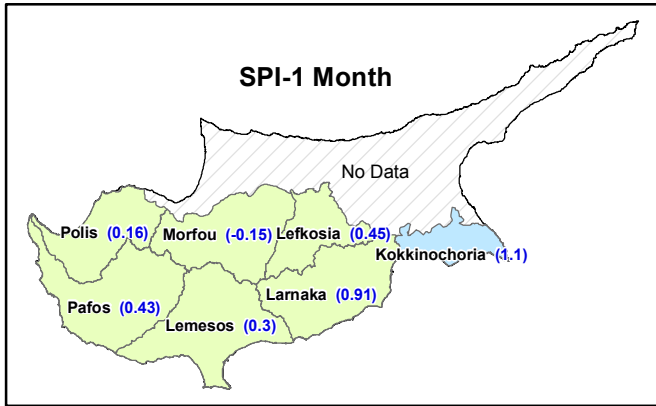 SPI-1 Month
No Data
Polis (0.16)
Morfou (-0.15)
Lefkosia (0.45)
Kokkinochoria (1.1)
Pafos (0.43)
Larnaka (0.91)
Lemesos (0.3)